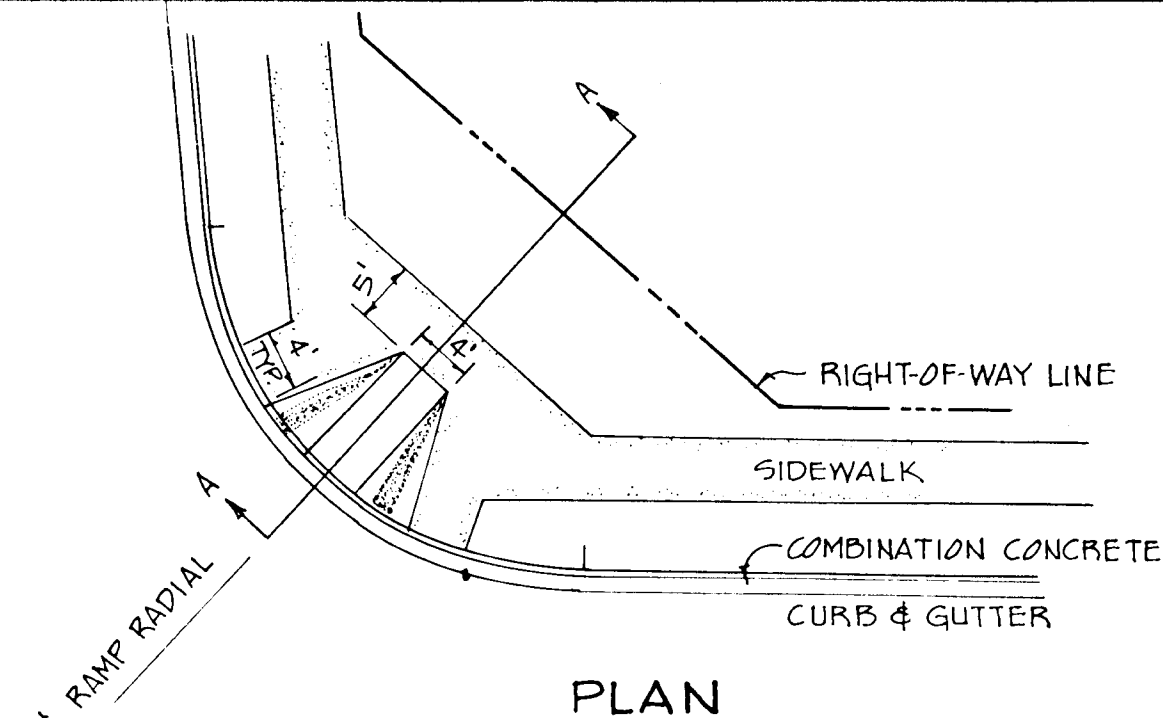 A
5'
4'
4'
TYP.
RIGHT-OF-WAY LINE
SIDEWALK
A
COMBINATION CONCRETE
CURB & GUTTER
RAMP RADIAL
PLAN